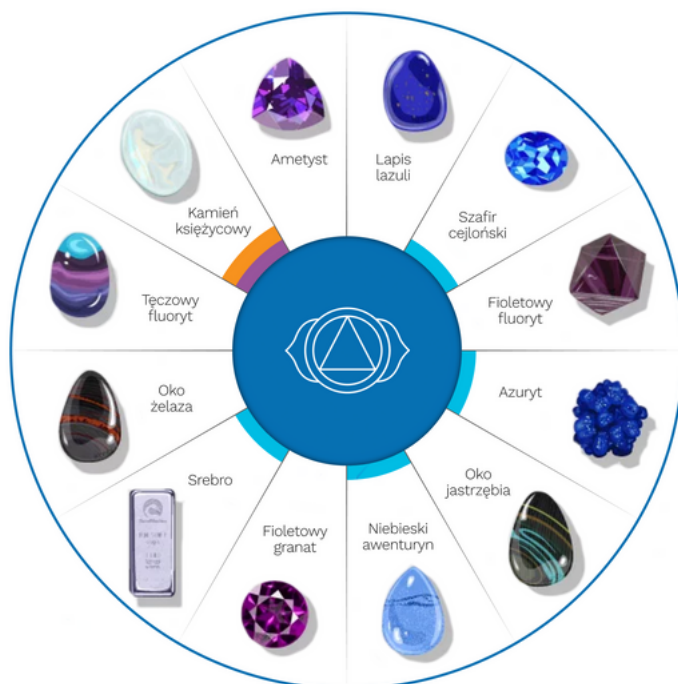 Ametyst
Lapis
lazuli
Szafir
cejloński
Fioletowy
fluoryt
Azuryt
Oko
jastrzębia
Niebieski
awenturyn
Fioletowy
granat
Srebro
Oko
żelaza
Tęczowy
fluoryt
Kamień
księżycowy